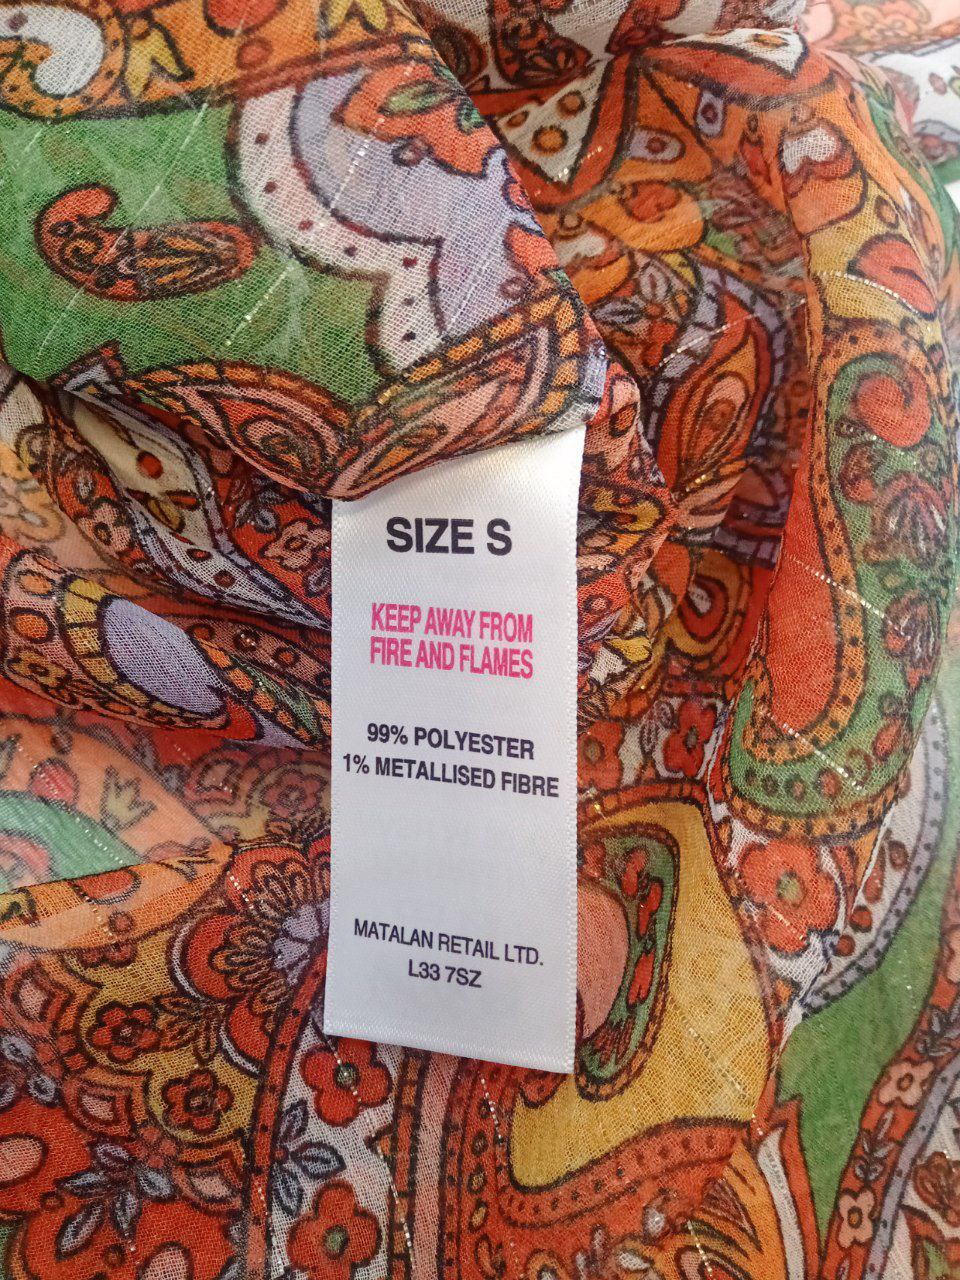 SIZE S
KEEP AWAY FROM
FIRE AND FLAMES
99% POLYESTER
1% METALLISED FIBRE
MATALAN RETAIL LTD.
L33 7SZ